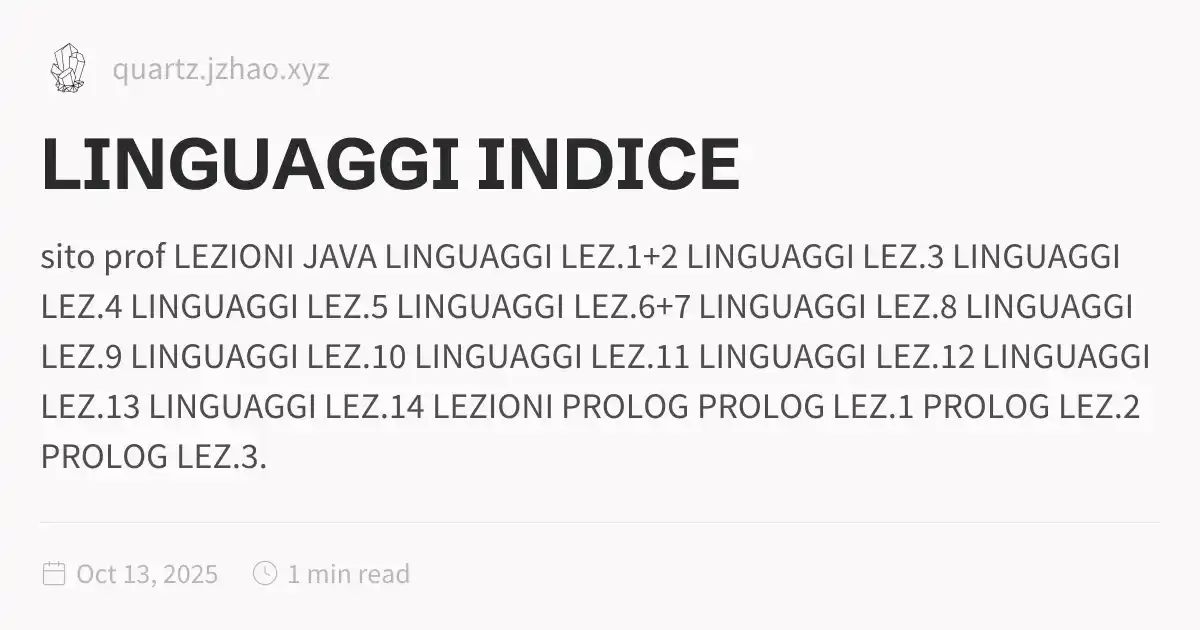 quartz.jzhao.xyz
LINGUAGGI INDICE
sito prof LEZIONI JAVA LINGUAGGI LEZ.1+2 LINGUAGGI LEZ.3 LINGUAGGI
LEZ.4 LINGUAGGI LEZ.5 LINGUAGGI LEZ.6+7 LINGUAGGI LEZ.8 LINGUAGGI
LEZ.9 LINGUAGGI LEZ.10 LINGUAGGI LEZ.11 LINGUAGGI LEZ.12 LINGUAGGI
LEZ.13 LINGUAGGI LEZ.14 LEZIONI PROLOG PROLOG LEZ.1 PROLOG LEZ.2
PROLOG LEZ.3.
Oct 13, 2025 1 min read